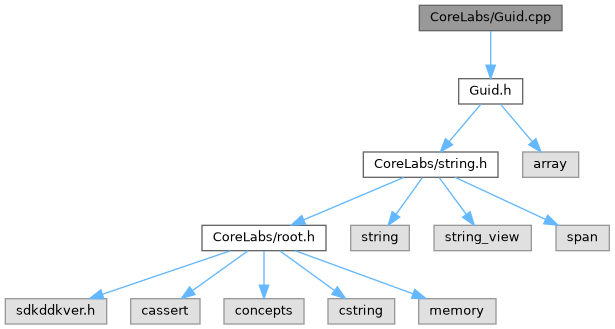 CoreLabs/Guid.cpp
Guid.h
CoreLabs/string.h
array
CoreLabs/root.h
string
string_view
span
sdkddkver.h
cassert
concepts
cstring
memory